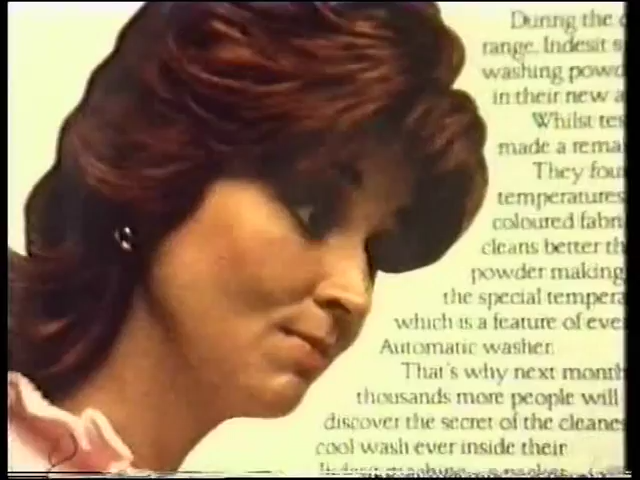 During the
range. Indesit
washing powd
in their new a
Whilst tes
made a rema
They fou
temperatures
coloured fabri
cleans better th
powder making
the special tempera
which is a feature of eve
Automatic washer.
That's why next month
thousands more people will
discover the secret of the cleane
cool wash ever inside their